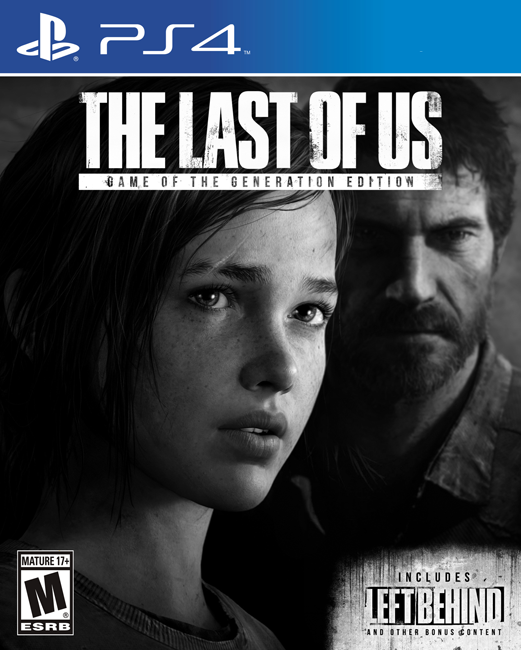 PS4™
THE LAST OF US
GAME OF THE GENERATION EDITION
MATURE 17+
M
®
ESRB
INCLUDES
LEFT BEHIND
AND OTHER BONUS CONTENT